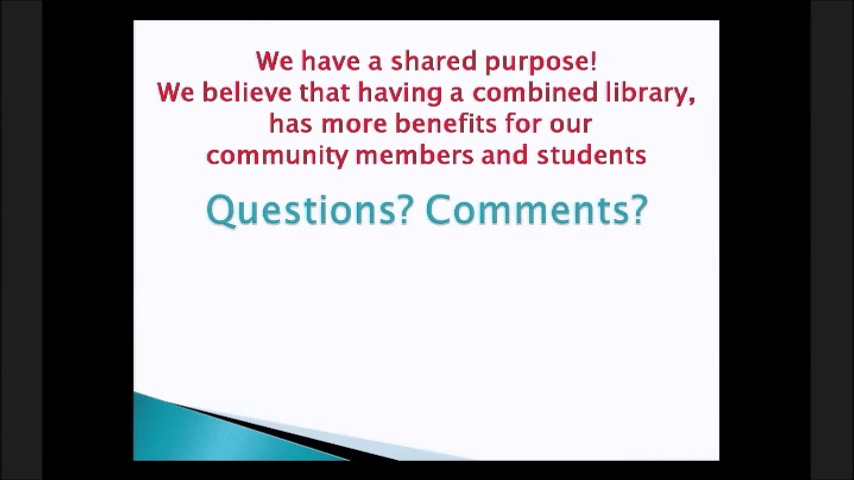 We have a shared purpose!
We believe that having a combined library,
has more benefits for our
community members and students
Questions? Comments?